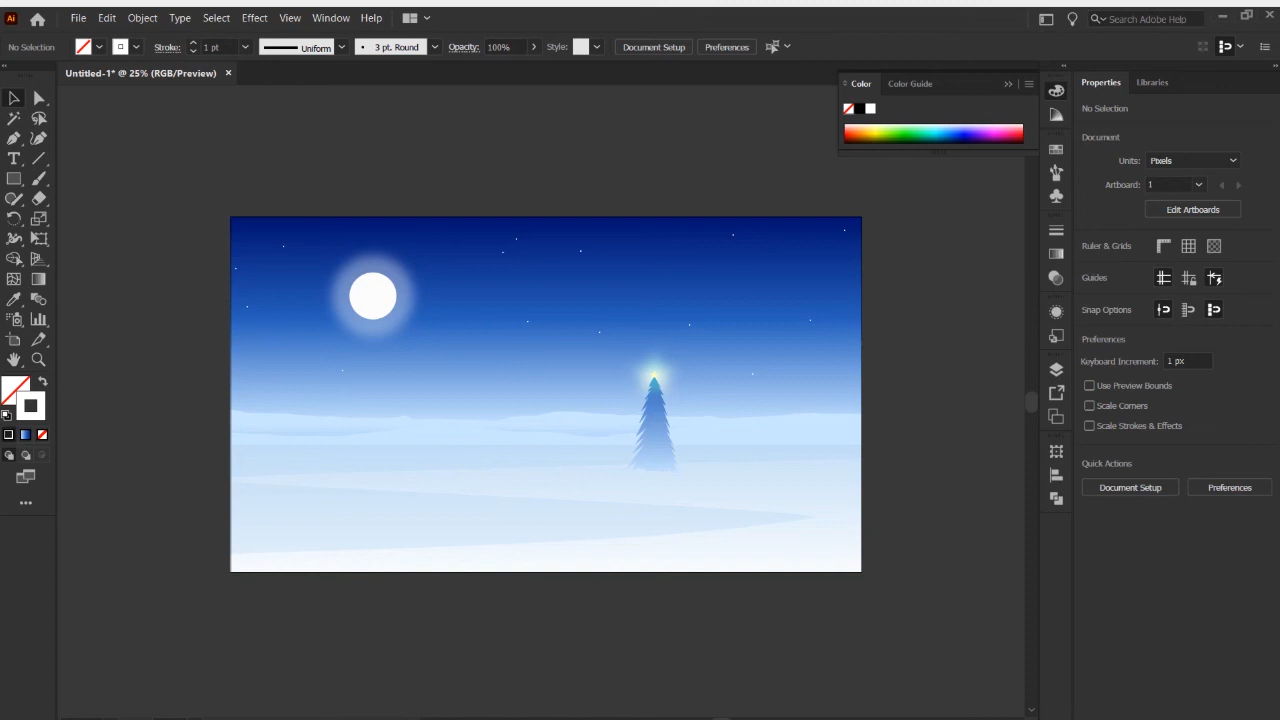 Ai File Edit Object Type Select Effect View Window Help Search Adobe Help
No Selection Stroke: 1 pt Uniform 3 pt. Round Opacity: 100% Style: Document Setup Preferences
Untitled-1* @ 25% (RGB/Preview)
Color Color Guide
Properties Libraries
No Selection
Document
Units: Pixels
Artboard: 1
Edit Artboards
Ruler & Grids
Guides
Snap Options
Preferences
Keyboard Increment: 1 px
Use Preview Bounds
Scale Corners
Scale Strokes & Effects
Quick Actions
Document Setup Preferences